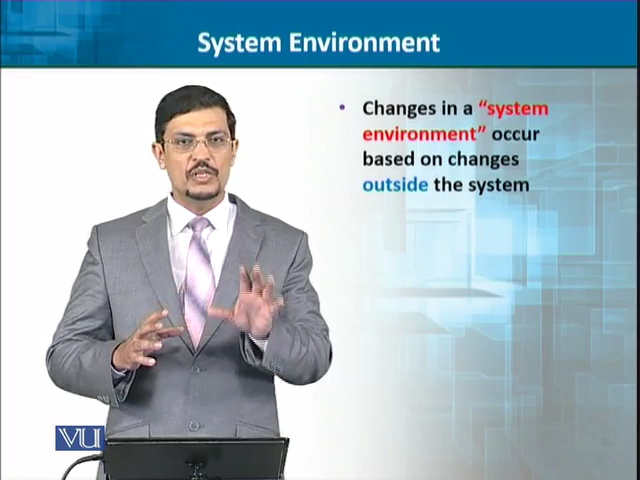 System Environment
• Changes in a “system
environment” occur
based on changes
outside the system
VU